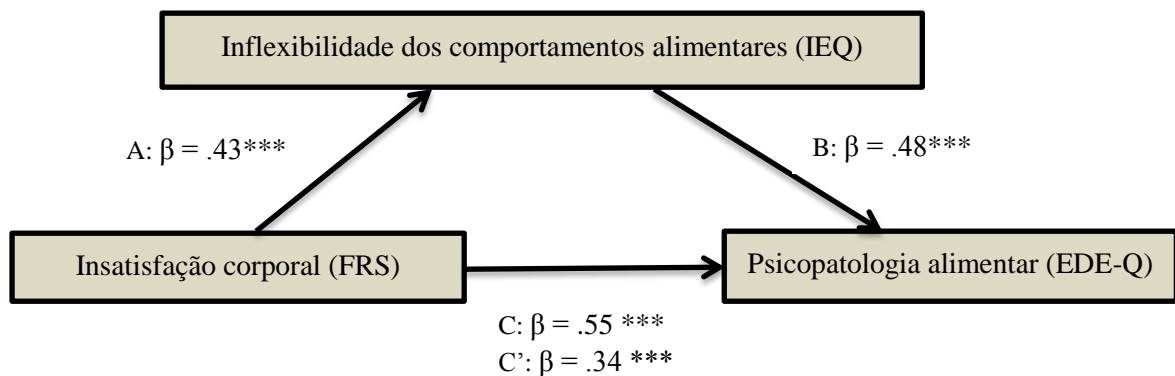 Inflexibilidade dos comportamentos alimentares (IEQ)
A: β = .43***
B: β = .48***
Insatisfação corporal (FRS)
Psicopatologia alimentar (EDE-Q)
C: β = .55 ***
C’: β = .34 ***